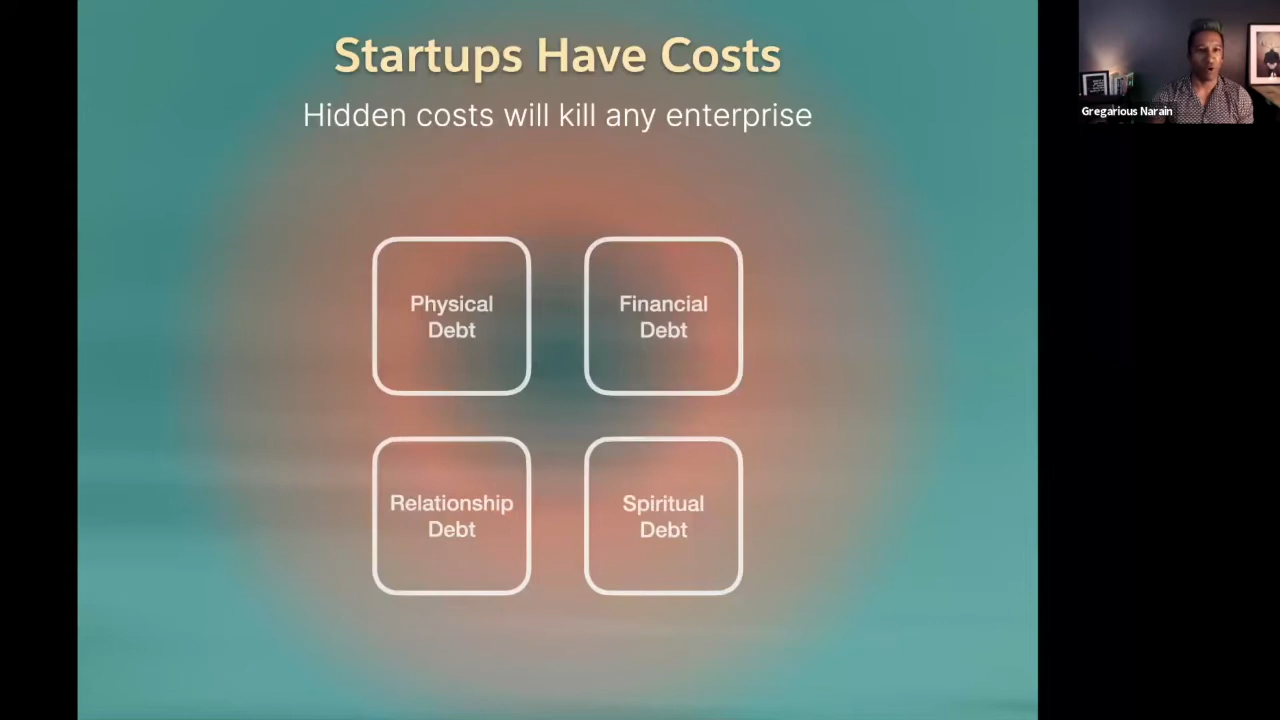 Startups Have Costs
Hidden costs will kill any enterprise
Physical
Debt
Financial
Debt
Relationship
Debt
Spiritual
Debt
Gregarious Narain